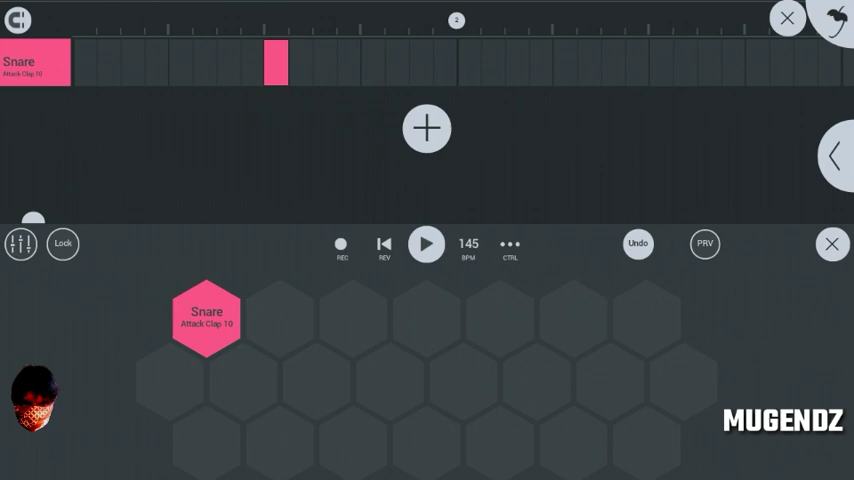 2
Snare
Attack Clap 10
Lock
REC
REV
145
BPM
CTRL
Undo
PRV
Snare
Attack Clap 10
MUGENDZ